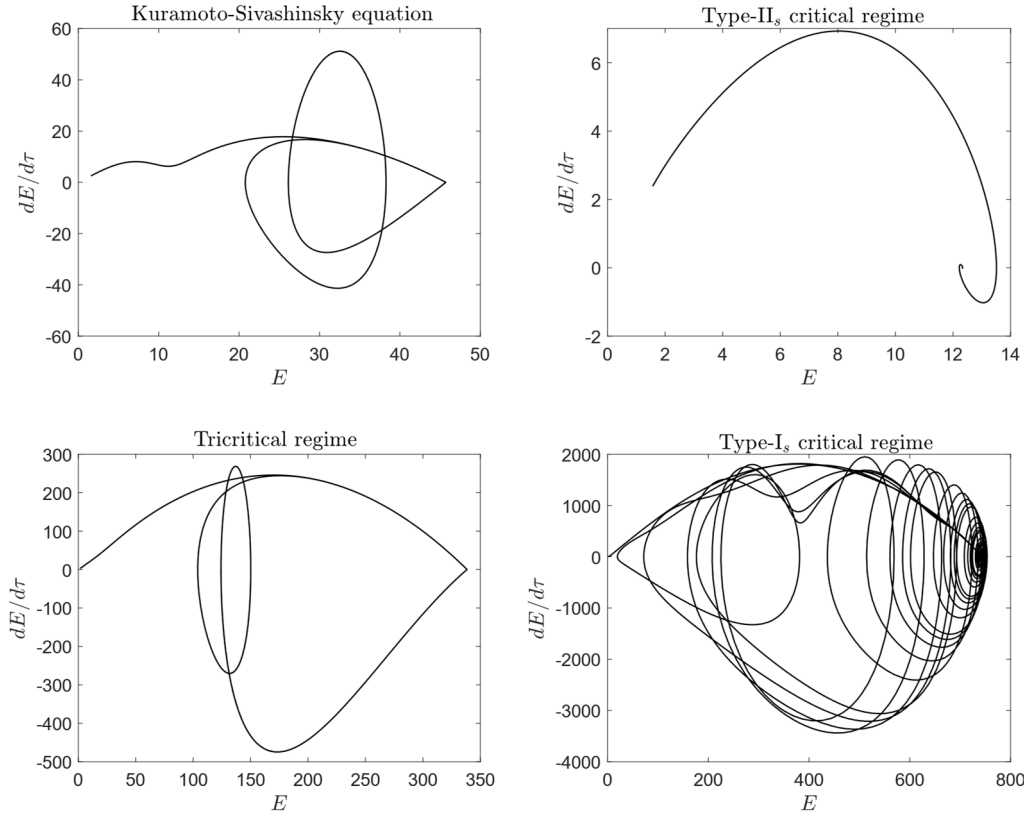 Kuramoto-Sivashinsky equation
60
40
20
0
-20
-40
-60
dE/dτ
0 10 20 30 40 50
E
Type-IIₛ critical regime
6
4
2
0
-2
dE/dτ
0 2 4 6 8 10 12 14
E
Tricritical regime
300
200
100
0
-100
-200
-300
-400
-500
dE/dτ
0 50 100 150 200 250 300 350
E
Type-Iₛ critical regime
2000
1000
0
-1000
-2000
-3000
-4000
dE/dτ
0 200 400 600 800
E